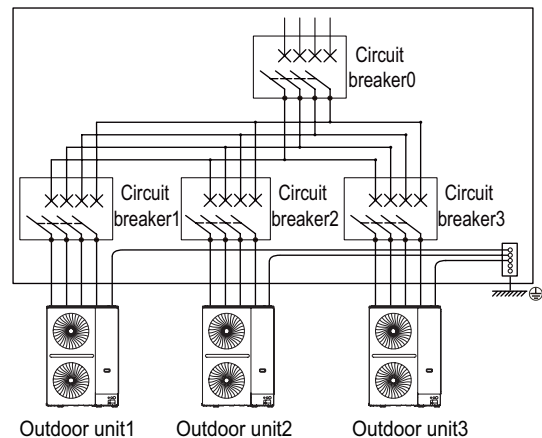 Circuit
breaker0
Circuit
breaker1
Circuit
breaker2
Circuit
breaker3
Outdoor unit1
Outdoor unit2
Outdoor unit3